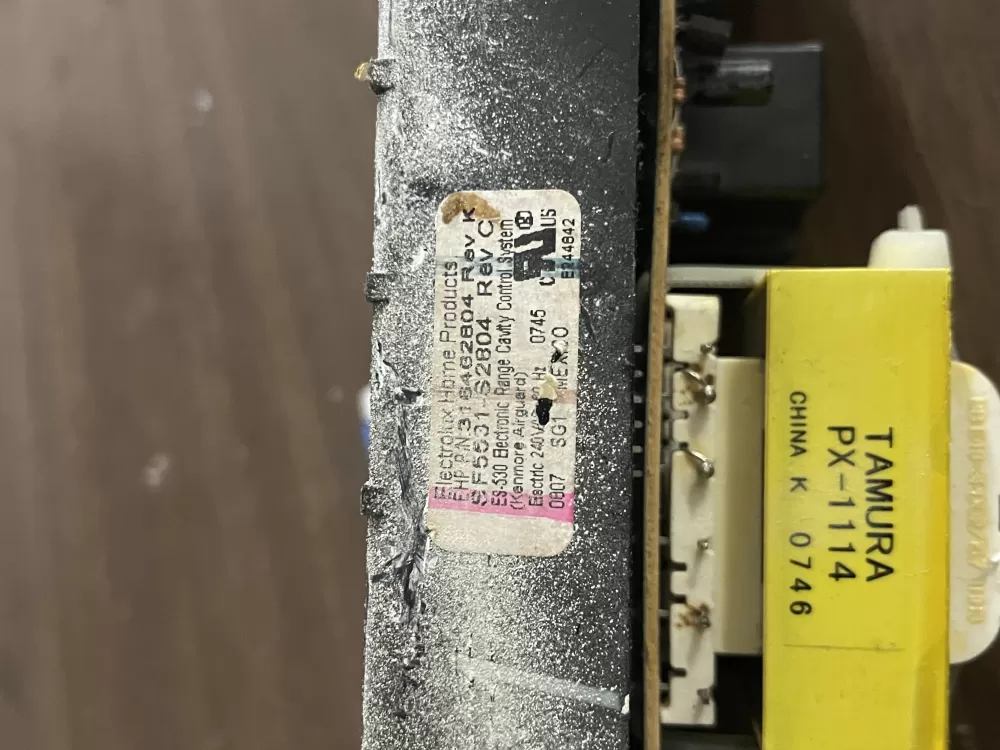 Electrolux Home Products
EHP P/N 316462804 Rev K
SF5531-S2804 Rev C
ES-530 Electronic Range Cavity Control System
(Kenmore Airguard)
Electric 240V 60 Hz 0745
0807 SG1 MEXICO
C US
E244842
TAMURA
PX-1114
CHINA K 0746